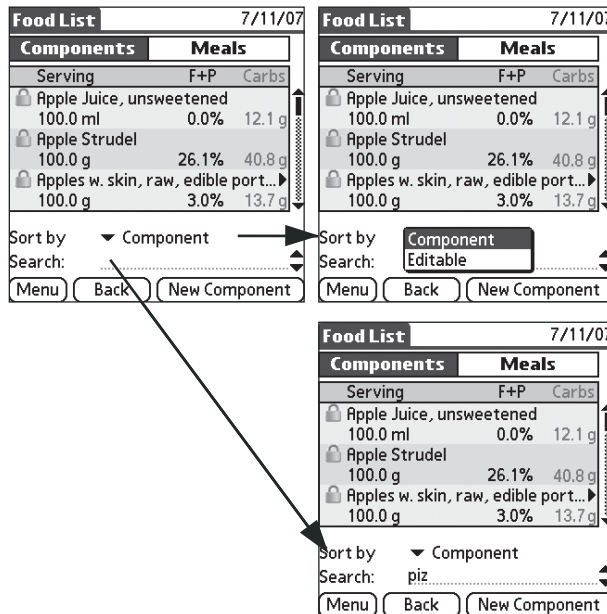 Food List 7/11/07
Components Meals
Serving F+P Carbs
Apple Juice, unsweetened
100.0 ml 0.0% 12.1 g
Apple Strudel
100.0 g 26.1% 40.8 g
Apples w. skin, raw, edible port...
100.0 g 3.0% 13.7 g
Sort by Component
Search:
Menu Back New Component
Food List 7/11/07
Components Meals
Serving F+P Carbs
Apple Juice, unsweetened
100.0 ml 0.0% 12.1 g
Apple Strudel
100.0 g 26.1% 40.8 g
Apples w. skin, raw, edible port...
100.0 g 3.0% 13.7 g
Sort by Component
Search: Editable
Menu Back New Component
Food List 7/11/07
Components Meals
Serving F+P Carbs
Apple Juice, unsweetened
100.0 ml 0.0% 12.1 g
Apple Strudel
100.0 g 26.1% 40.8 g
Apples w. skin, raw, edible port...
100.0 g 3.0% 13.7 g
Sort by Component
Search: piz
Menu Back New Component